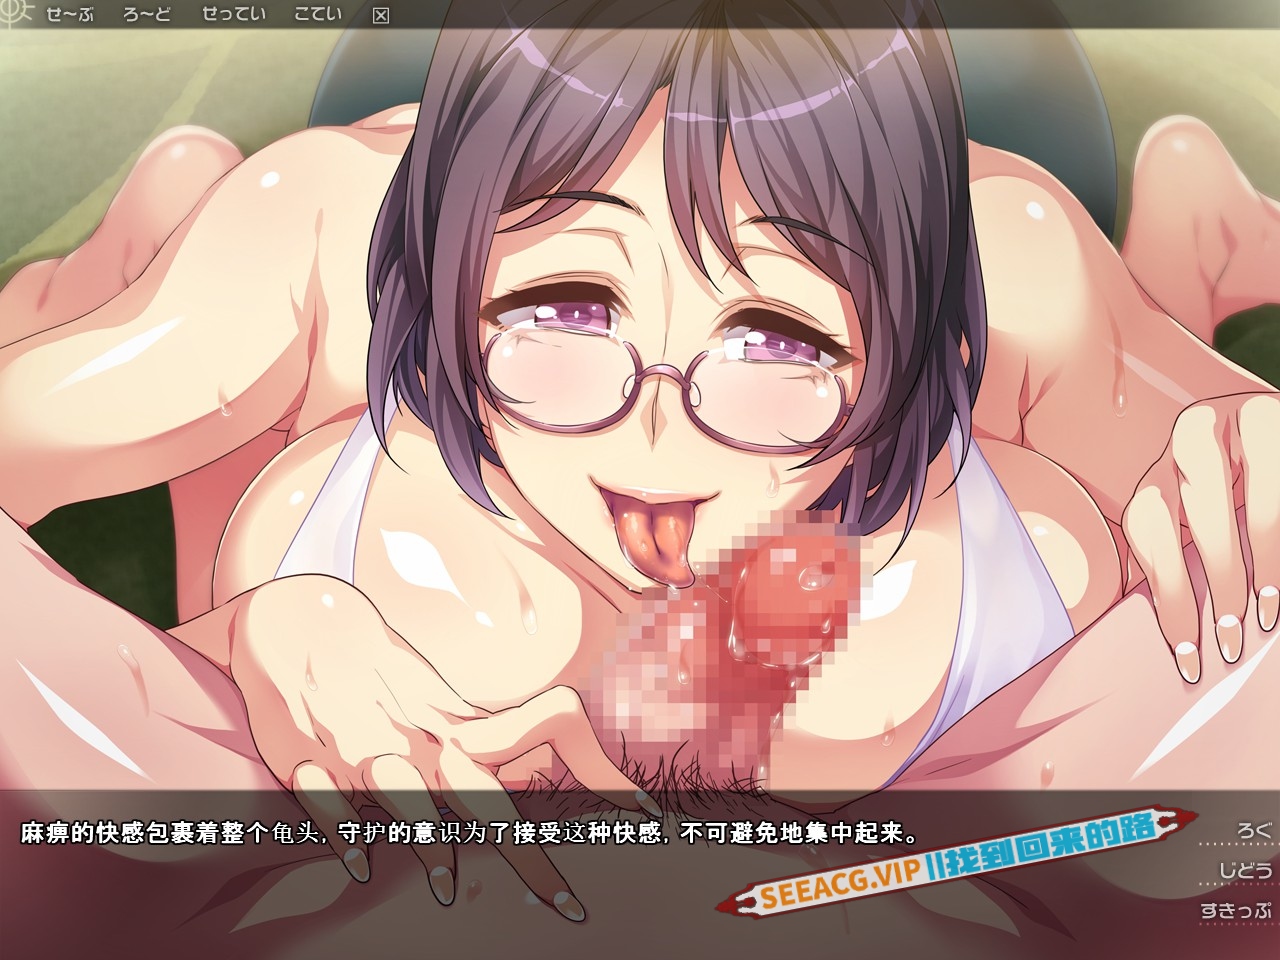 せ～ぶ ろ～ど せってい こてい
麻痹的快感包裹着整个龟头, 守护的意识为了接受这种快感, 不可避免地集中起来。
SEEACG.VIP||找到回来的路
ろぐ
じどう
すきっぷ